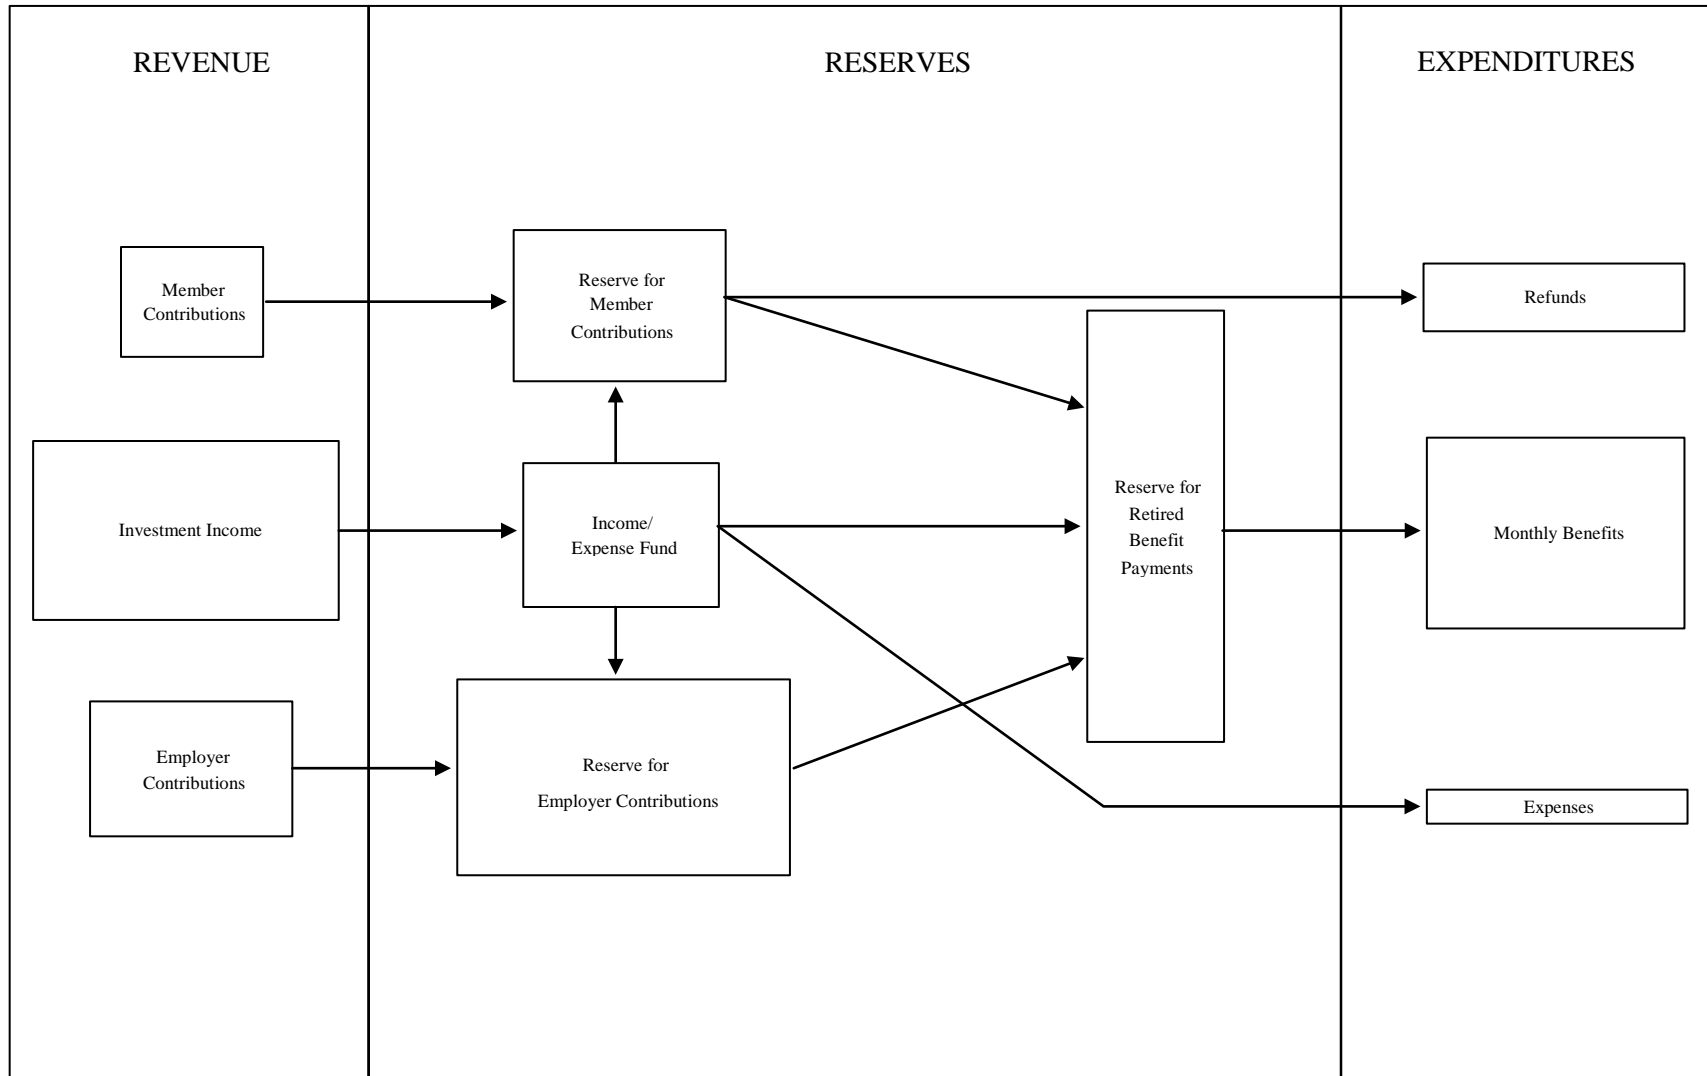 REVENUE
RESERVES
EXPENDITURES
Member
Contributions
Reserve for
Member
Contributions
Refunds
Investment Income
Income/
Expense Fund
Reserve for
Retired
Benefit
Payments
Monthly Benefits
Employer
Contributions
Reserve for
Employer Contributions
Expenses